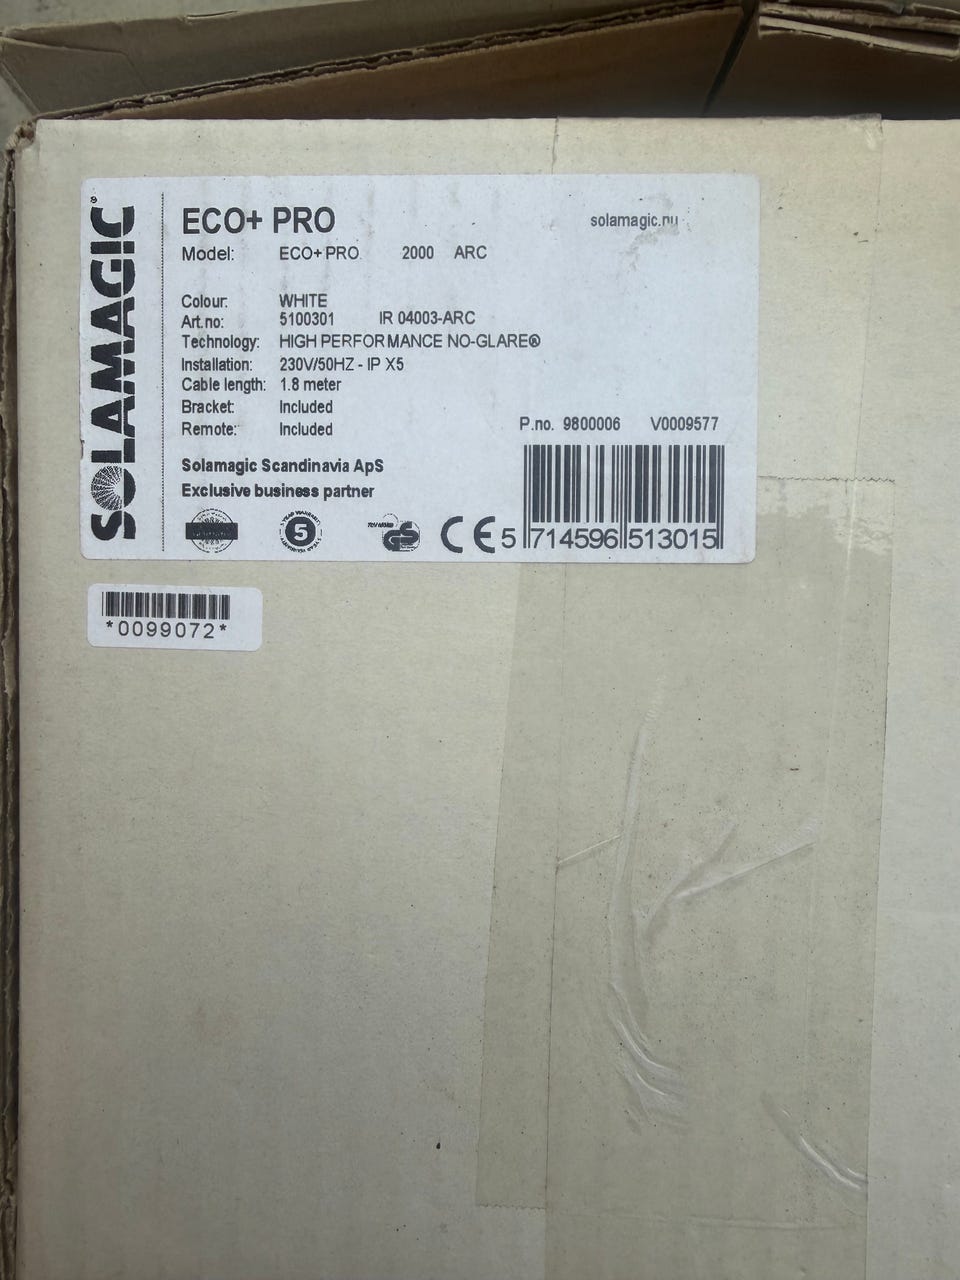 SOLAMAGIC®
ECO+ PRO
solamagic.nu
Model: ECO+ PRO 2000 ARC
Colour: WHITE
Art.no: 5100301 IR 04003-ARC
Technology: HIGH PERFORMANCE NO-GLARE®
Installation: 230V/50HZ - IP X5
Cable length: 1.8 meter
Bracket: Included
Remote: Included
P.no. 9800006 V0009577
Solamagic Scandinavia ApS
Exclusive business partner
5
GS
CE
5 714596 513015
*0099072*